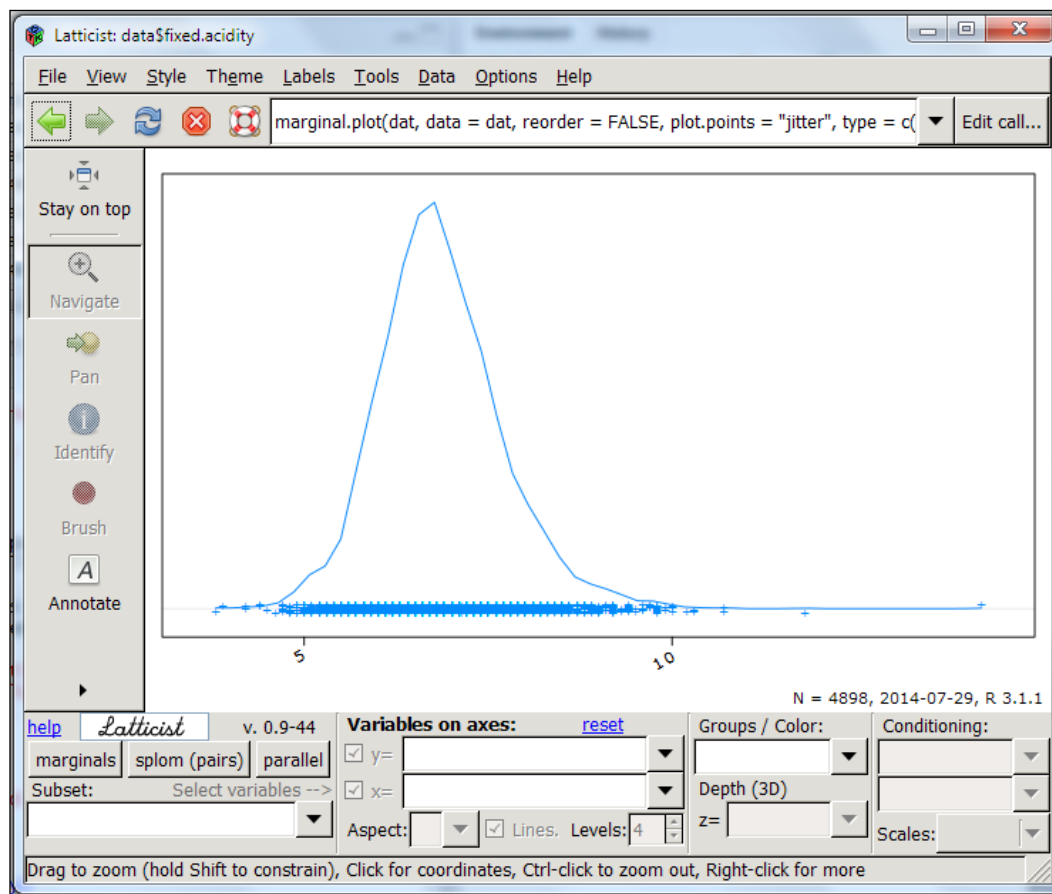 Latticist: data$fixed.acidity
Environment History
File View Style Theme Labels Tools Data Options Help
marginal.plot(dat, data = dat, reorder = FALSE, plot.points = "jitter", type = c( Edit call...
Stay on top
Navigate
Pan
Identify
Brush
A
Annotate
5
10
N = 4898, 2014-07-29, R 3.1.1
help Latticist v. 0.9-44
marginals splom (pairs) parallel
Subset: Select variables -->
Variables on axes: reset
y=
x=
Aspect: Lines. Levels: 4
Groups / Color:
Depth (3D)
z=
Conditioning:
Scales:
Drag to zoom (hold Shift to constrain), Click for coordinates, Ctrl-click to zoom out, Right-click for more